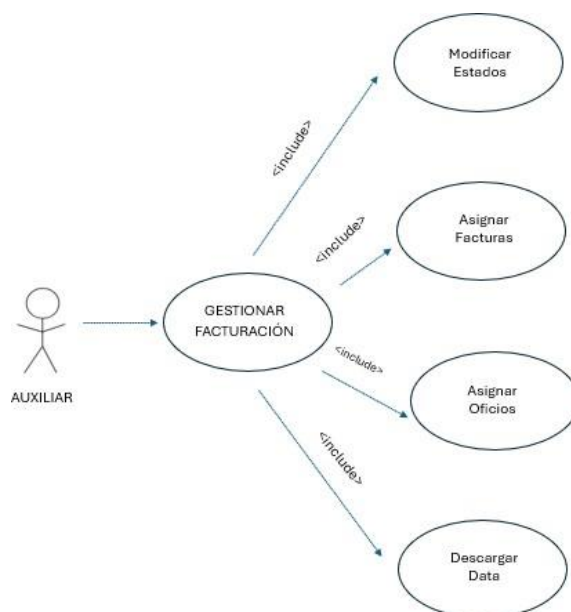 Modificar
Estados
<include>
<include>
Asignar
Facturas
GESTIONAR
FACTURACIÓN
<include>
AUXILIAR
Asignar
Oficios
<include>
Descargar
Data